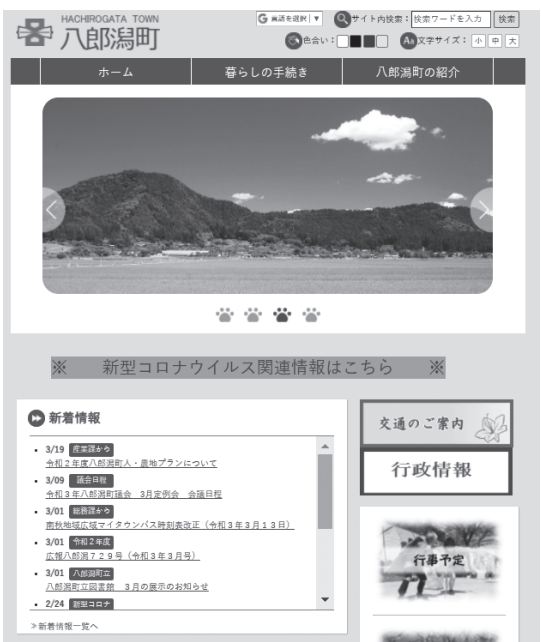 HACHIROGATA TOWN
八郎潟町
G 言語を選択 ▼
サイト内検索: 検索ワードを入力 検索
色合い:
Aa 文字サイズ: 小 中 大
ホーム
暮らしの手続き
八郎潟町の紹介
※ 新型コロナウイルス関連情報はこちら ※
新着情報
• 3/19 産業課から
令和2年度八郎潟町人・農地プランについて
• 3/09 議会日程
令和3年八郎潟町議会 3月定例会 会議日程
• 3/01 総務課から
南秋地域広域マイタウンバス時刻表改正(令和3年3月13日)
• 3/01 令和2年度
広報八郎潟729号(令和3年3月号)
• 3/01 八郎潟町立
八郎潟町立図書館 3月の展示のお知らせ
• 2/24 新型コロナ
>新着情報一覧へ
交通のご案内
行政情報
行事予定